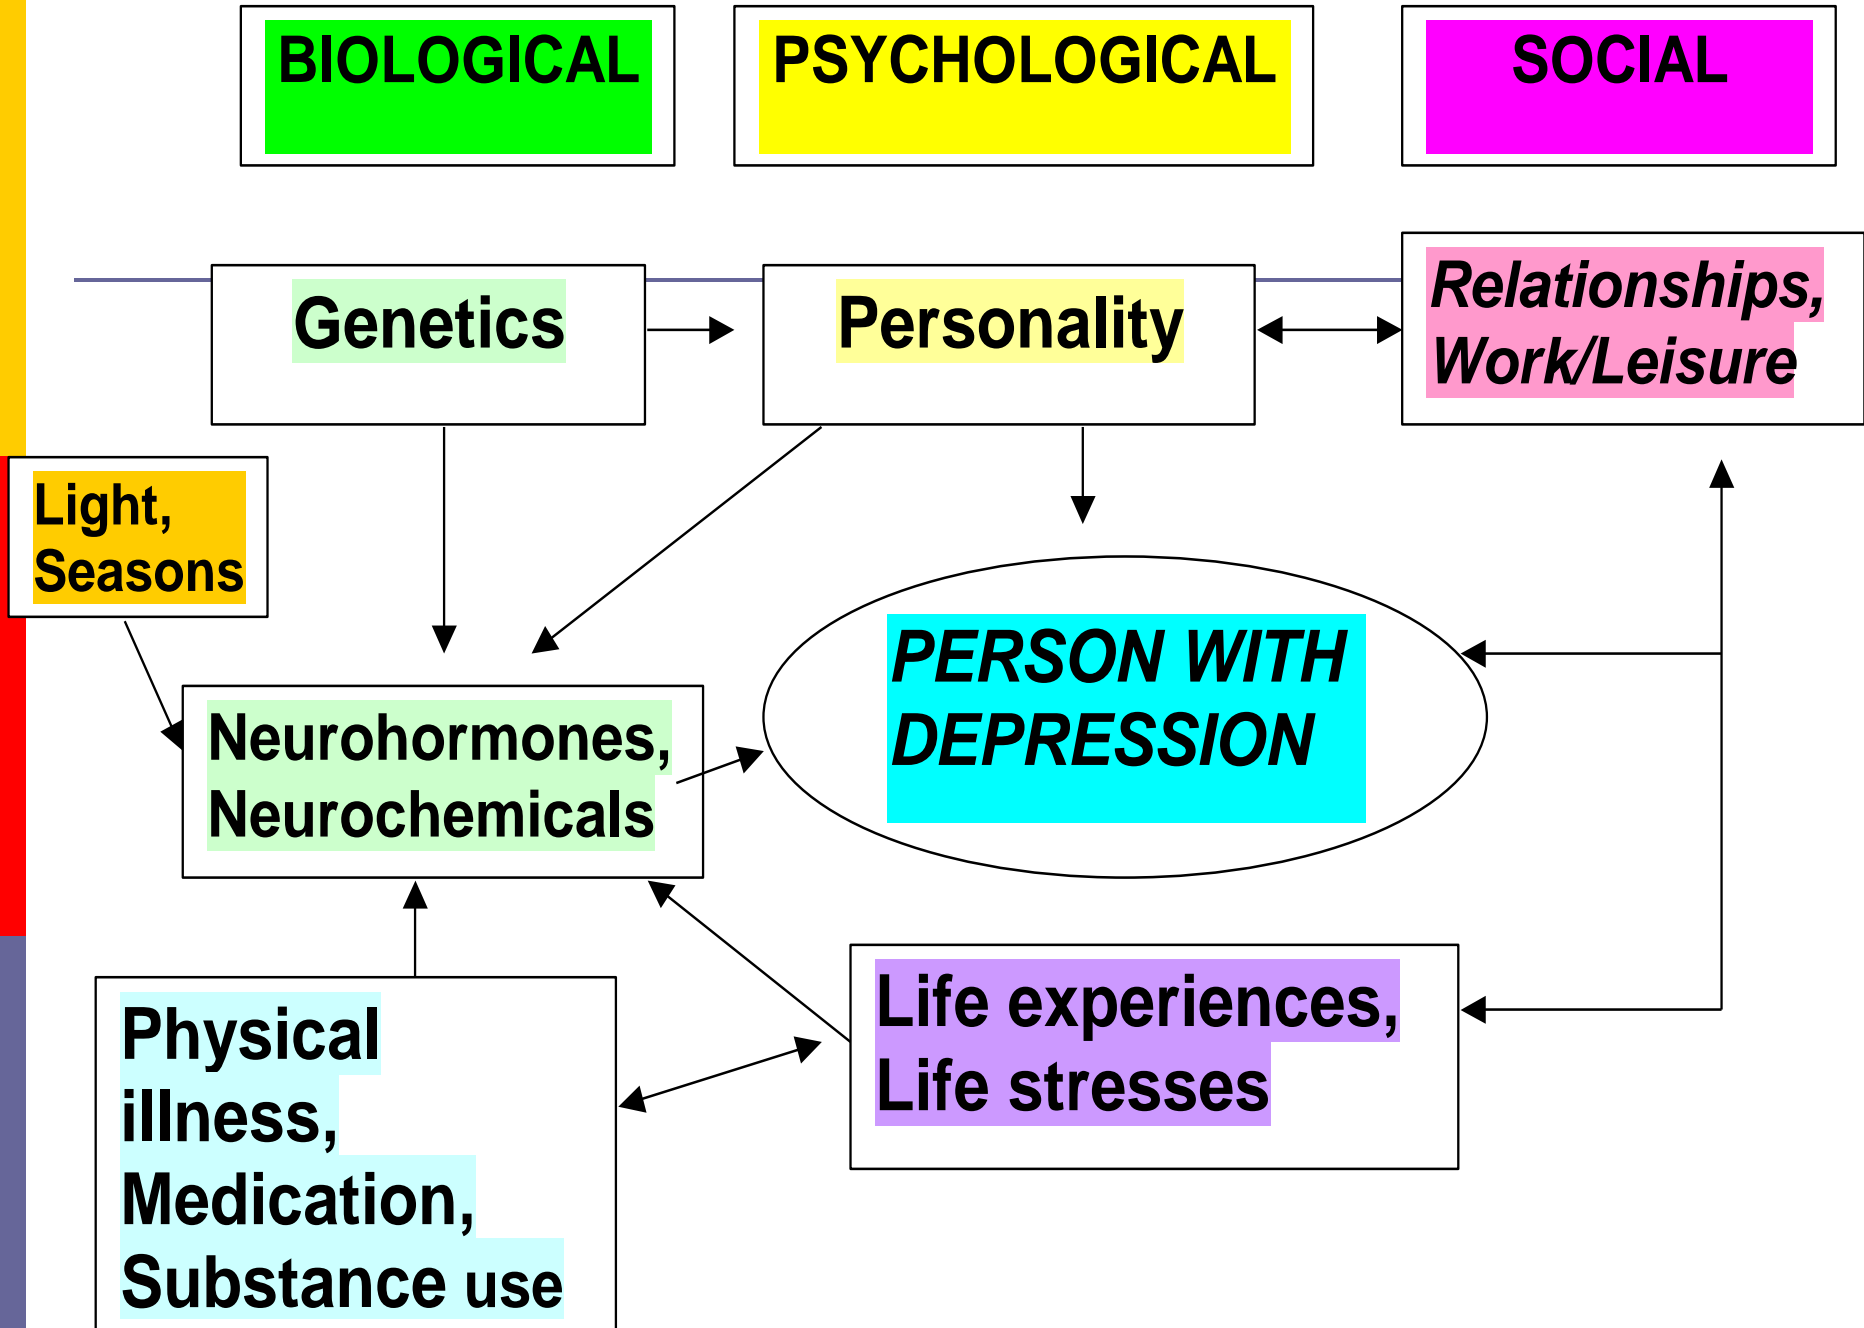 BIOLOGICAL
PSYCHOLOGICAL
SOCIAL
Genetics
Personality
Relationships,
Work/Leisure
Light,
Seasons
PERSON WITH
DEPRESSION
Neurohormones,
Neurochemicals
Life experiences,
Life stresses
Physical
illness,
Medication,
Substance use